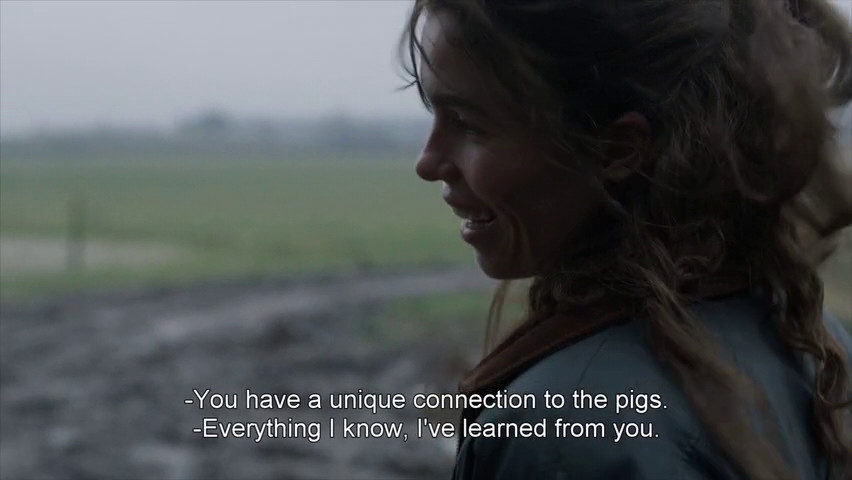 -You have a unique connection to the pigs.
-Everything I know, I've learned from you.